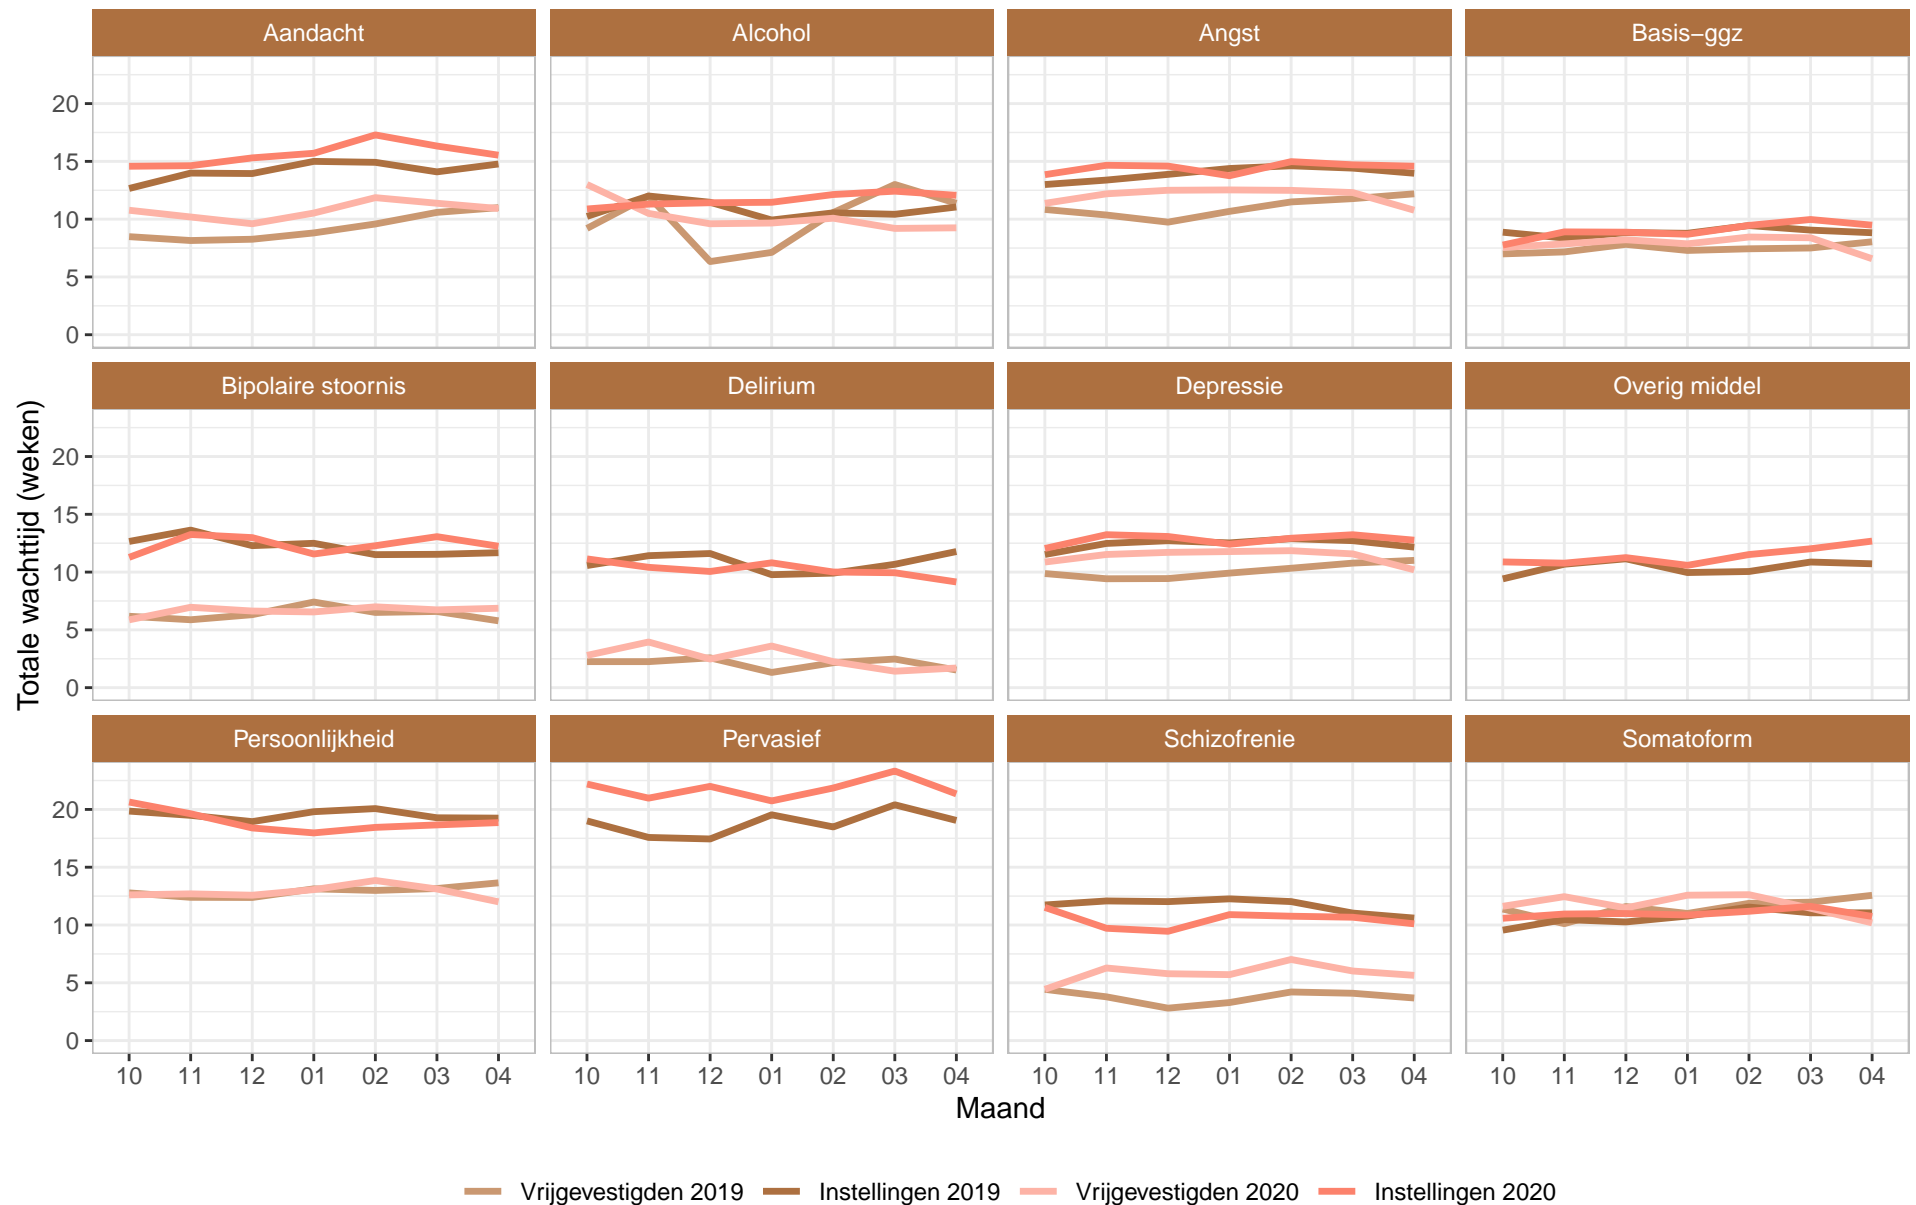 Aandacht Alcohol Angst Basis−ggz
20
15
10
5
0
Bipolaire stoornis Delirium Depressie Overig middel
20
15
10
5
0
Persoonlijkheid Pervasief Schizofrenie Somatoform
20
15
10
5
0
10 11 12 01 02 03 04 10 11 12 01 02 03 04 10 11 12 01 02 03 04 10 11 12 01 02 03 04
Totale wachttijd (weken)
Maand
Vrijgevestigden 2019 Instellingen 2019 Vrijgevestigden 2020 Instellingen 2020